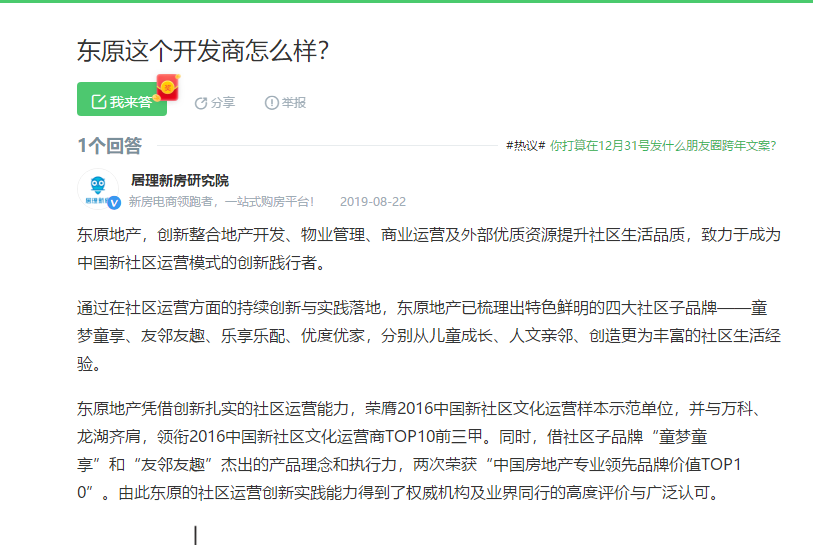 东原这个开发商怎么样?
我来答
奖
分享
举报
1个回答
#热议# 你打算在12月31号发什么朋友圈跨年文案?
居理新房
居理新房研究院
新房电商领跑者，一站式购房平台! 2019-08-22
东原地产，创新整合地产开发、物业管理、商业运营及外部优质资源提升社区生活品质，致力于成为
中国新社区运营模式的创新践行者。
通过在社区运营方面的持续创新与实践落地，东原地产已梳理出特色鲜明的四大社区子品牌——童
梦童享、友邻友趣、乐享乐配、优度优家，分别从儿童成长、人文亲邻、创造更为丰富的社区生活经
验。
东原地产凭借创新扎实的社区运营能力，荣膺2016中国新社区文化运营样本示范单位，并与万科、
龙湖齐肩，领衔2016中国新社区文化运营商TOP10前三甲。同时，借社区子品牌“童梦童
享”和“友邻友趣”杰出的产品理念和执行力，两次荣获“中国房地产专业领先品牌价值TOP1
0”。由此东原的社区运营创新实践能力得到了权威机构及业界同行的高度评价与广泛认可。